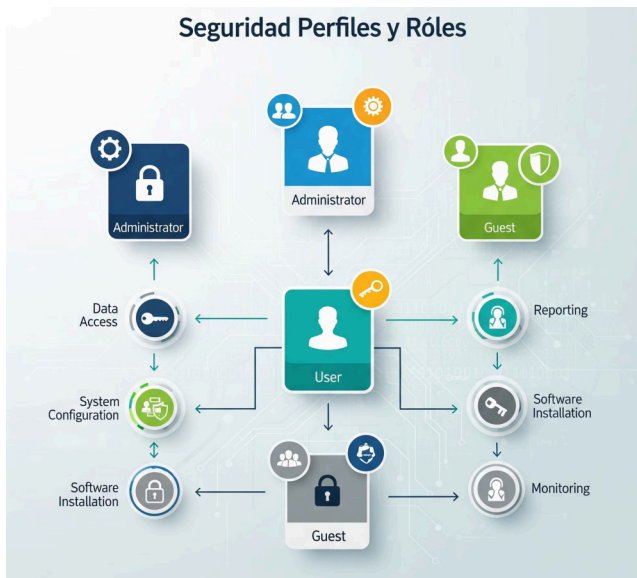 Seguridad Perfiles y Róles
Administrator
Administrator
Guest
Data
Access
Reporting
User
System
Configuration
Software
Installation
Software
Installation
Guest
Monitoring